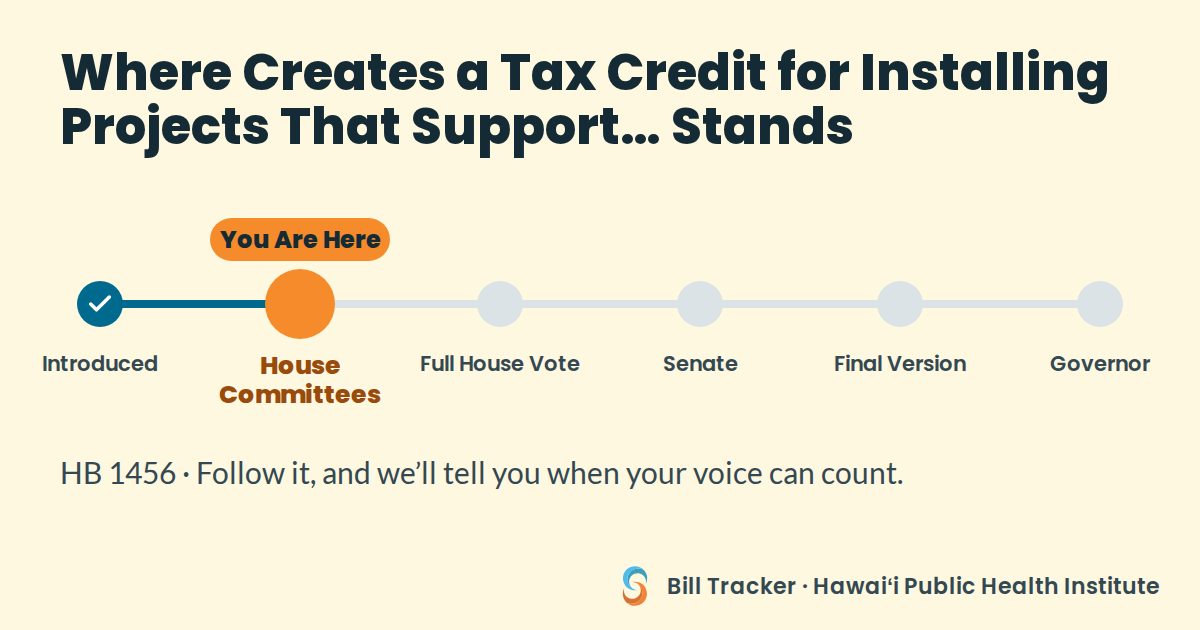 Where Creates a Tax Credit for Installing
Projects That Support... Stands
You Are Here
Introduced
House
Committees
Full House Vote
Senate
Final Version
Governor
HB 1456 · Follow it, and we’ll tell you when your voice can count.
Bill Tracker · Hawaiʻi Public Health Institute